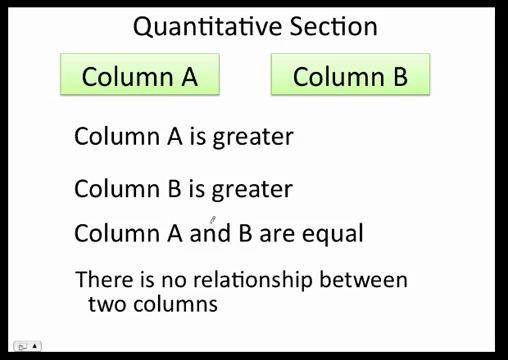 Quantitative Section
Column A
Column B
Column A is greater
Column B is greater
Column A and B are equal
There is no relationship between
two columns